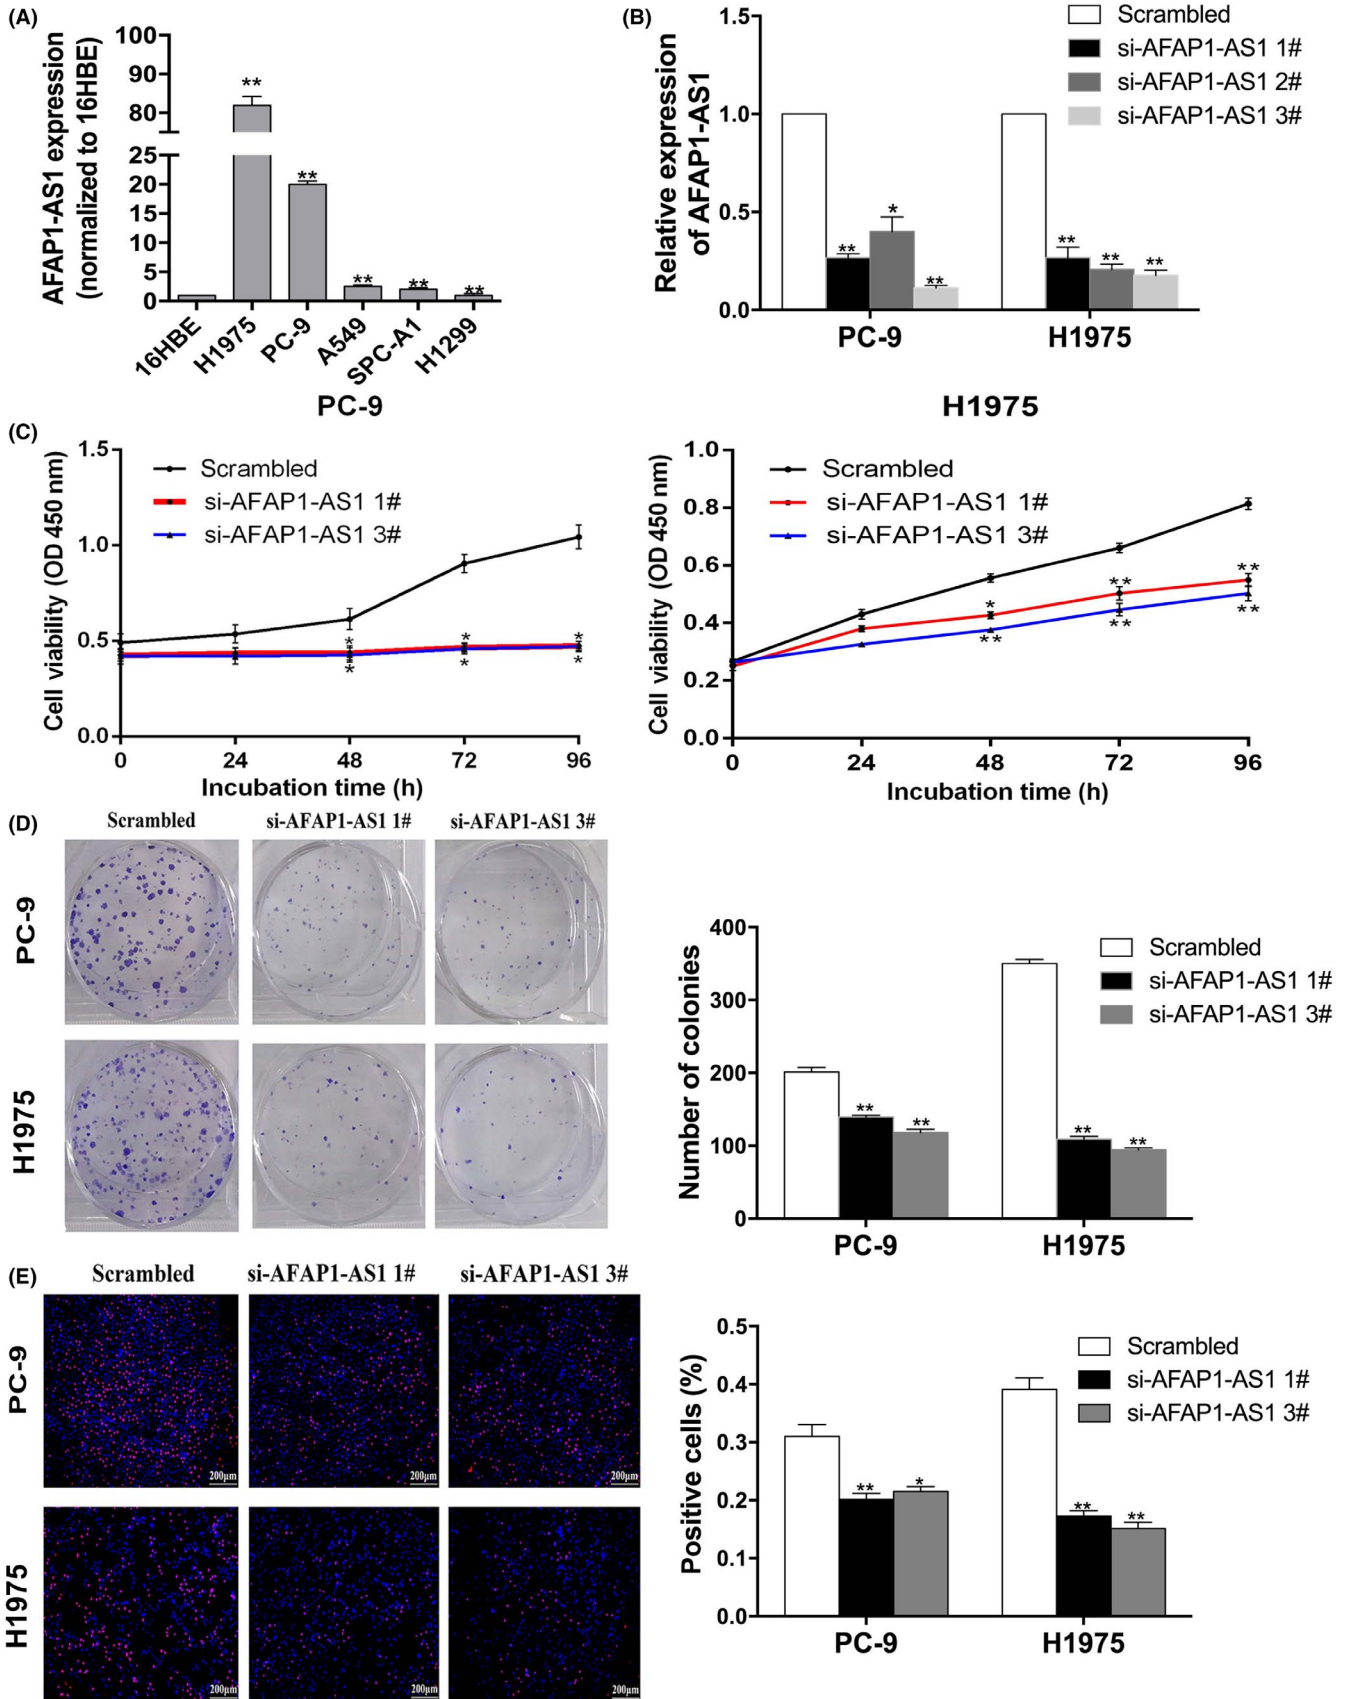 (A)
AFAP1-AS1 expression
(normalized to 16HBE)
100
90
80
25
20
15
10
5
0
**
**
**
**
**
16HBE
H1975
PC-9
A549
SPC-A1
H1299
(B)
Relative expression
of AFAP1-AS1
1.5
1.0
0.5
0.0
Scrambled
si-AFAP1-AS1 1#
si-AFAP1-AS1 2#
si-AFAP1-AS1 3#
**
*
**
**
**
**
PC-9
H1975
(C)
PC-9
Cell viability (OD 450 nm)
1.5
1.0
0.5
0.0
Scrambled
si-AFAP1-AS1 1#
si-AFAP1-AS1 3#
*
*
*
*
*
*
0
24
48
72
96
Incubation time (h)
H1975
Cell viability (OD 450 nm)
1.0
0.8
0.6
0.4
0.2
0.0
Scrambled
si-AFAP1-AS1 1#
si-AFAP1-AS1 3#
*
**
**
**
**
**
0
24
48
72
96
Incubation time (h)
(D)
Scrambled
si-AFAP1-AS1 1#
si-AFAP1-AS1 3#
PC-9
H1975
Number of colonies
400
300
200
100
0
Scrambled
si-AFAP1-AS1 1#
si-AFAP1-AS1 3#
**
**
**
**
PC-9
H1975
(E)
Scrambled
si-AFAP1-AS1 1#
si-AFAP1-AS1 3#
PC-9
200μm
200μm
200μm
H1975
200μm
200μm
200μm
Positive cells (%)
0.5
0.4
0.3
0.2
0.1
0.0
Scrambled
si-AFAP1-AS1 1#
si-AFAP1-AS1 3#
**
*
**
**
PC-9
H1975